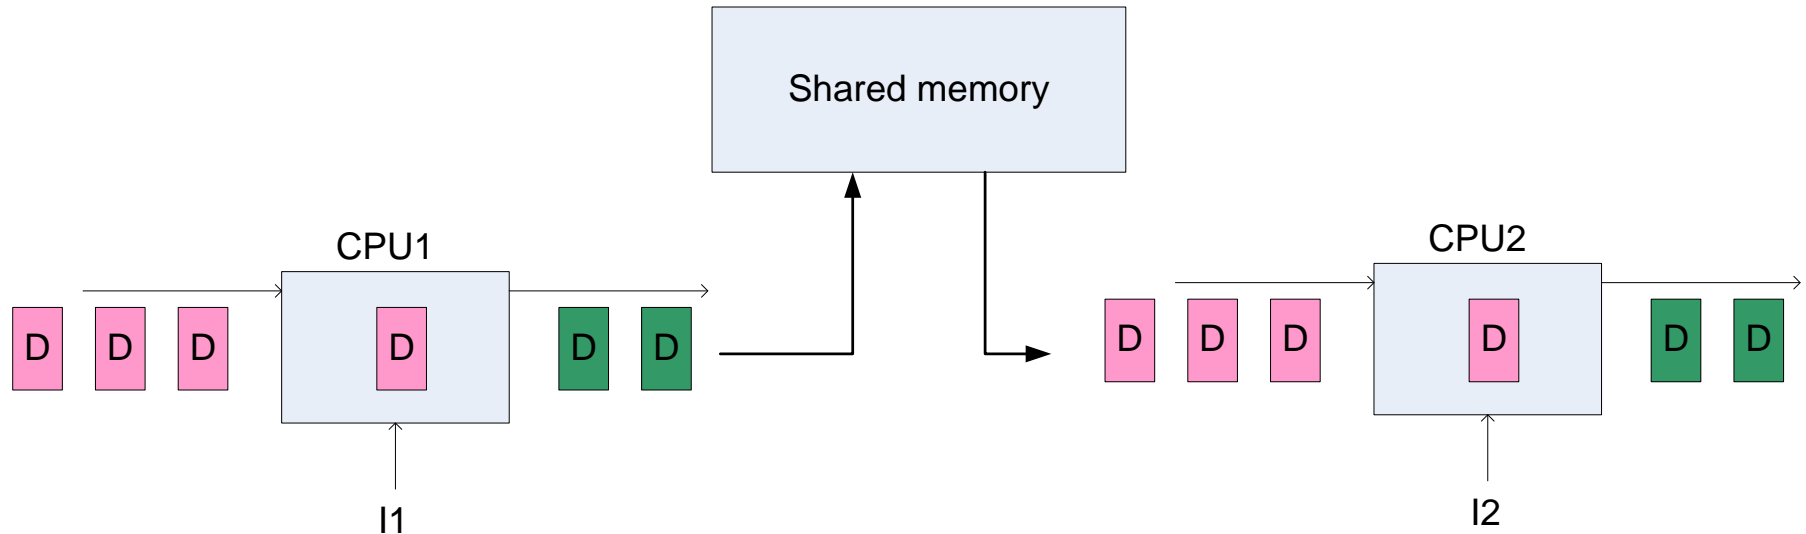 Shared memory
CPU1
CPU2
D D D D D D
D D D D D D
I1
I2